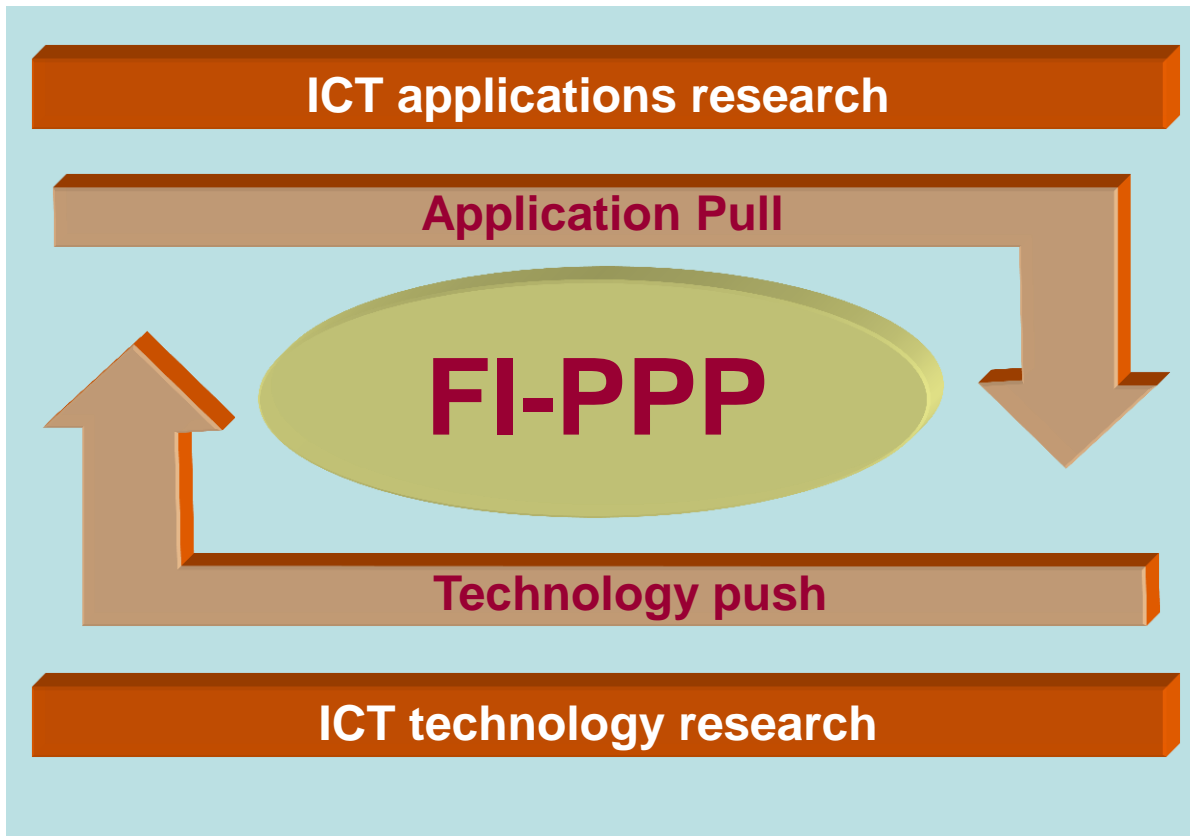 ICT applications research
Application Pull
FI-PPP
Technology push
ICT technology research